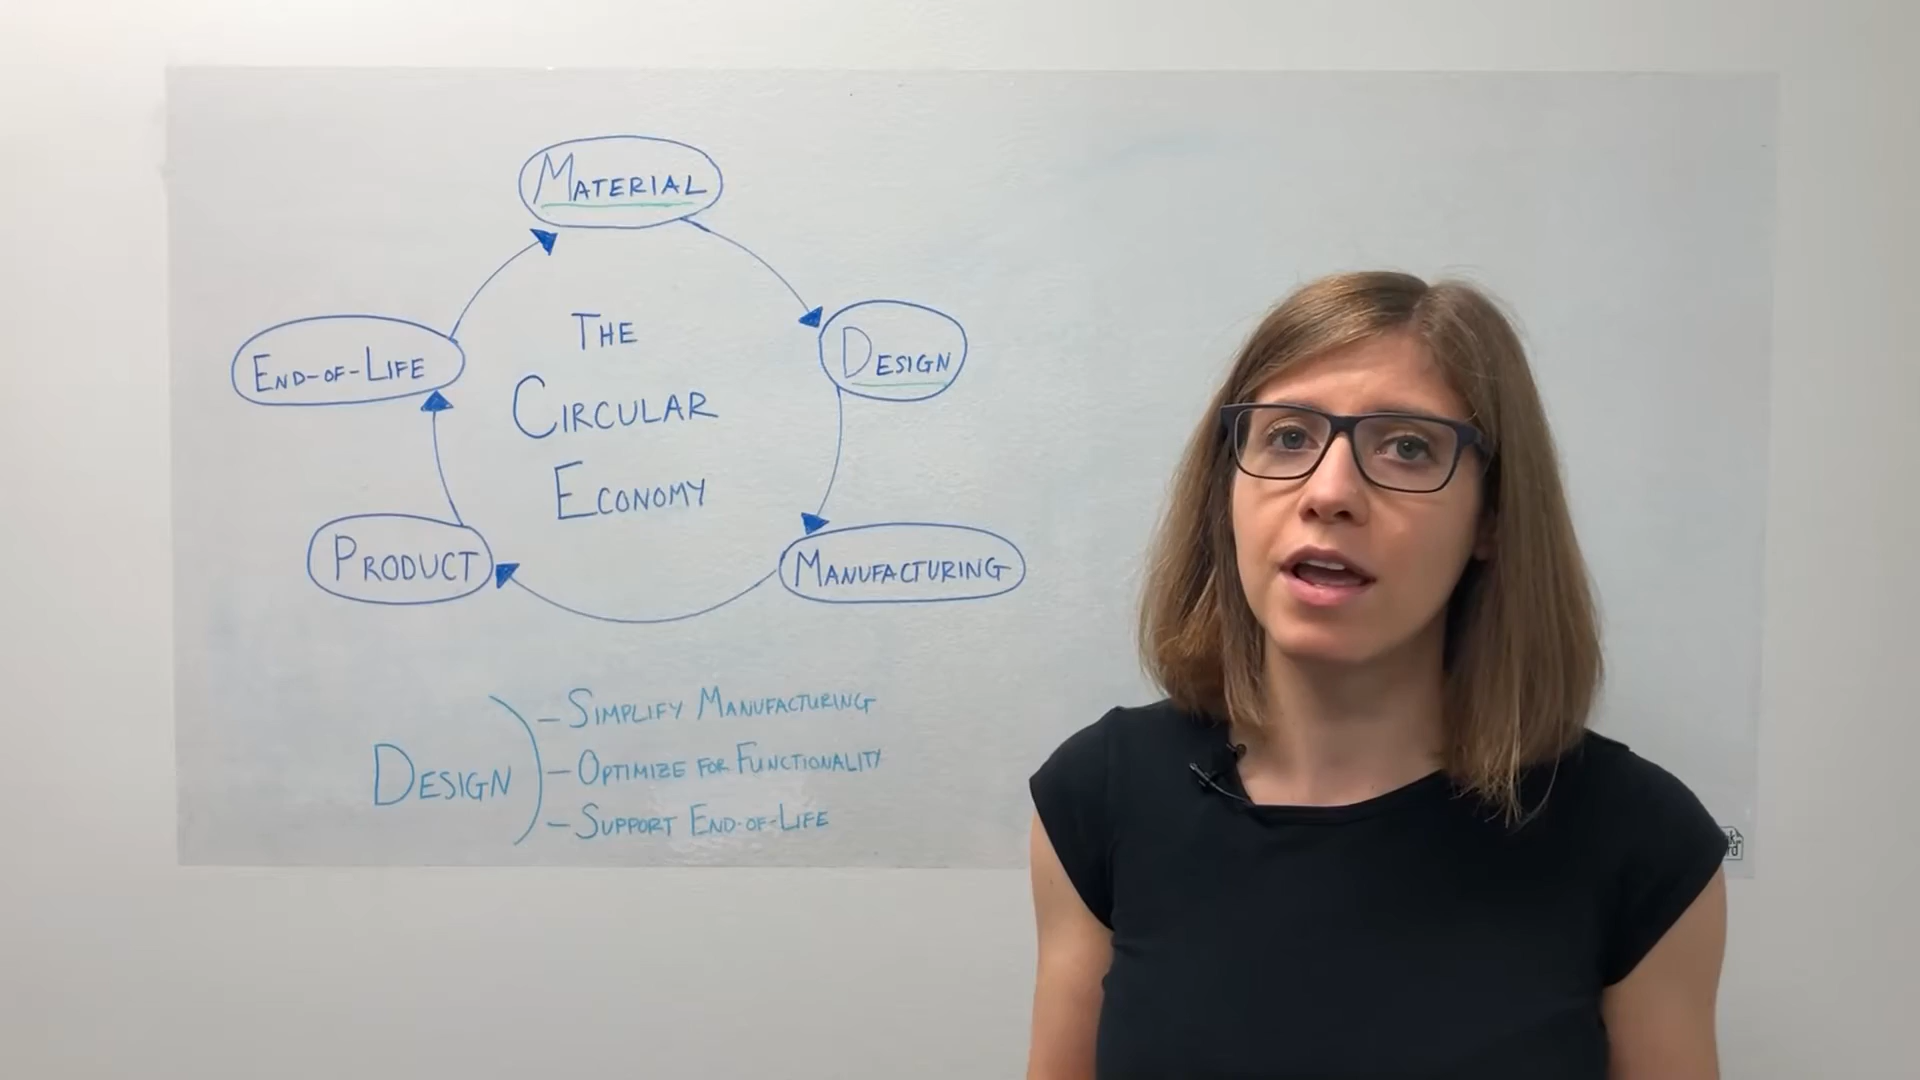 MATERIAL
DESIGN
MANUFACTURING
PRODUCT
END-OF-LIFE
THE
CIRCULAR
ECONOMY
DESIGN
- SIMPLIFY MANUFACTURING
- OPTIMIZE FOR FUNCTIONALITY
- SUPPORT END-OF-LIFE